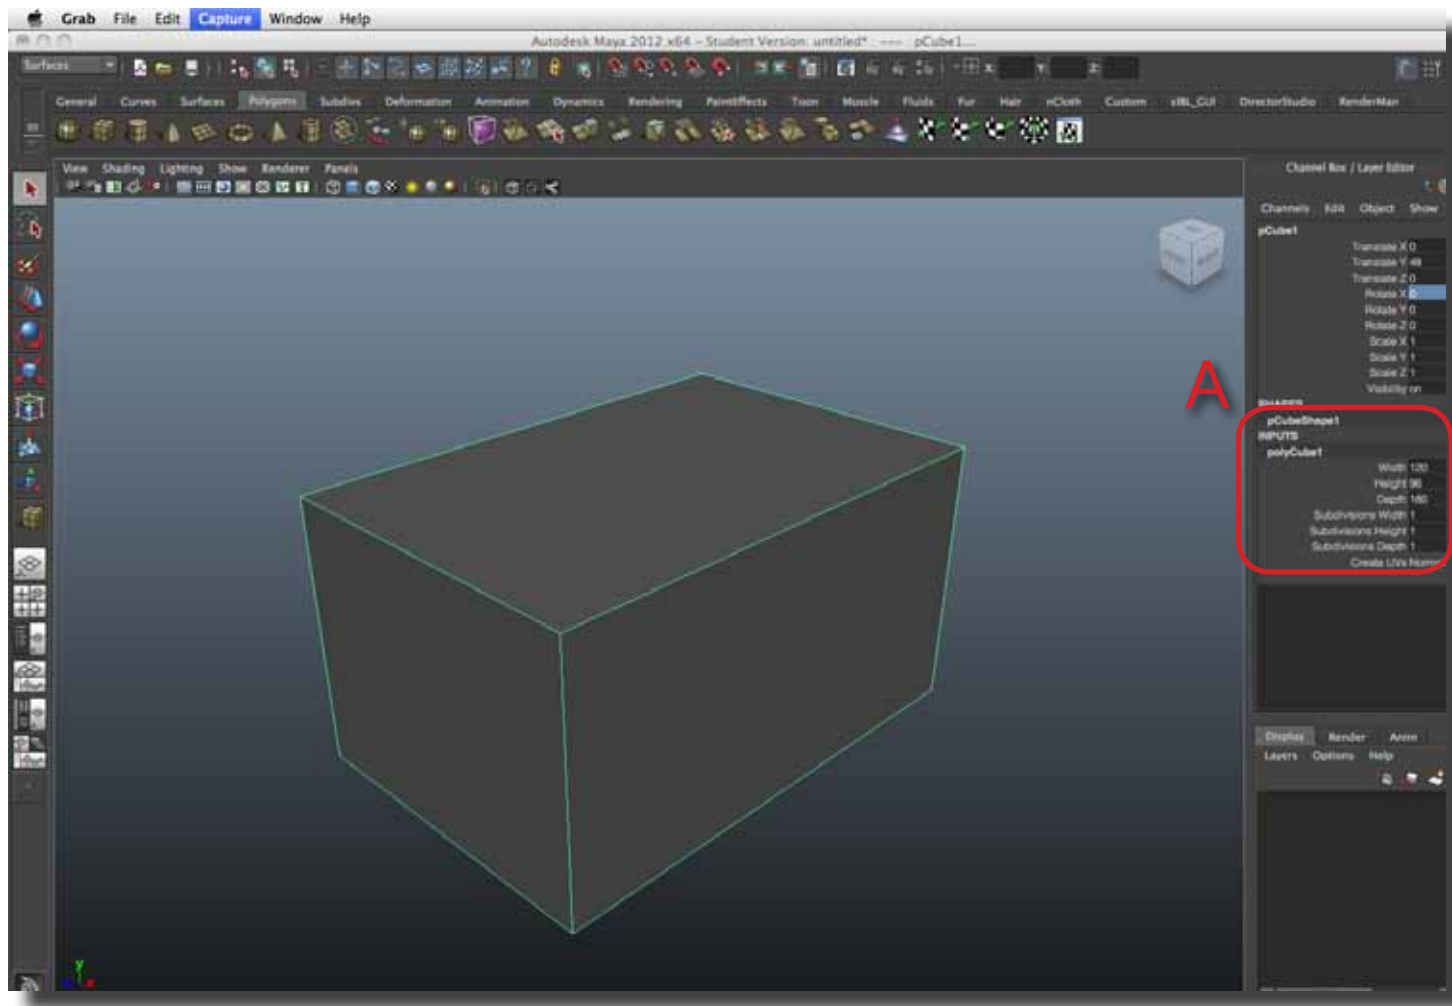 Grab File Edit Capture Window Help
Autodesk Maya 2012 x64 – Student Version: untitled* --- pCube1...
Surfaces X: Y: Z:
General Curves Surfaces Polygons Subdivs Deformation Animation Dynamics Rendering PaintEffects Toon Muscle Fluids Fur Hair nCloth Custom sIBL_GUI DirectorStudio RenderMan
View Shading Lighting Show Renderer Panels
Channel Box / Layer Editor
Channels Edit Object Show
pCube1
Translate X 0
Translate Y 48
Translate Z 0
Rotate X 0
Rotate Y 0
Rotate Z 0
Scale X 1
Scale Y 1
Scale Z 1
Visibility on
A
SHAPES
pCubeShape1
INPUTS
polyCube1
Width 120
Height 96
Depth 180
Subdivisions Width 1
Subdivisions Height 1
Subdivisions Depth 1
Create UVs Norm
Display Render Anim
Layers Options Help
y